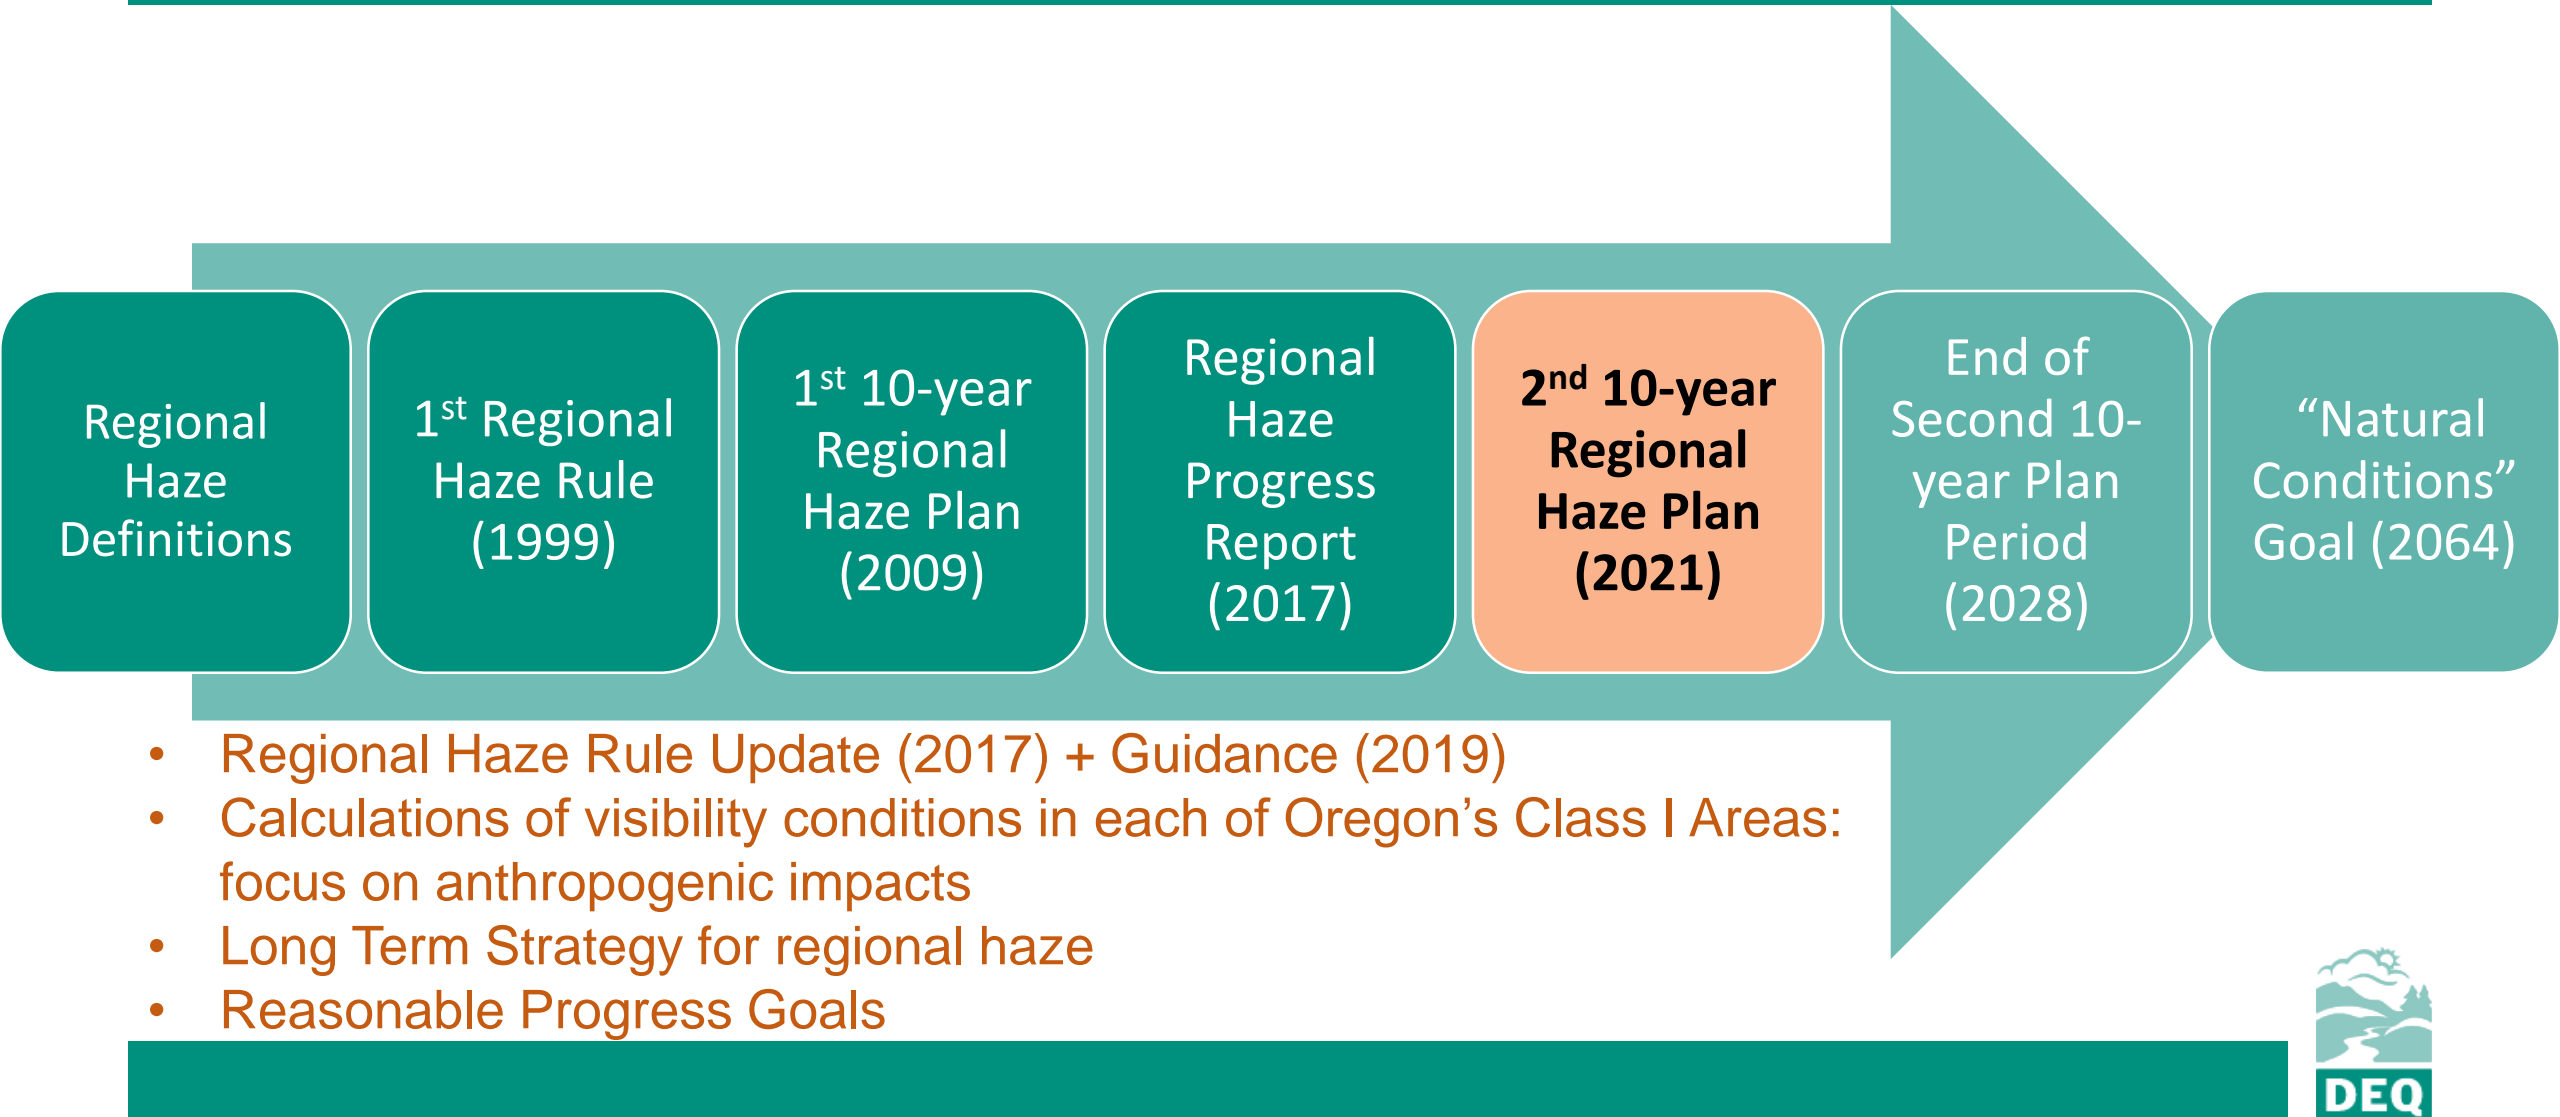 Regional
Haze
Definitions
1st Regional
Haze Rule
(1999)
1st 10-year
Regional
Haze Plan
(2009)
Regional
Haze
Progress
Report
(2017)
2nd 10-year
Regional
Haze Plan
(2021)
End of
Second 10-
year Plan
Period
(2028)
“Natural
Conditions”
Goal (2064)
• Regional Haze Rule Update (2017) + Guidance (2019)
• Calculations of visibility conditions in each of Oregon’s Class I Areas:
focus on anthropogenic impacts
• Long Term Strategy for regional haze
• Reasonable Progress Goals
DEQ